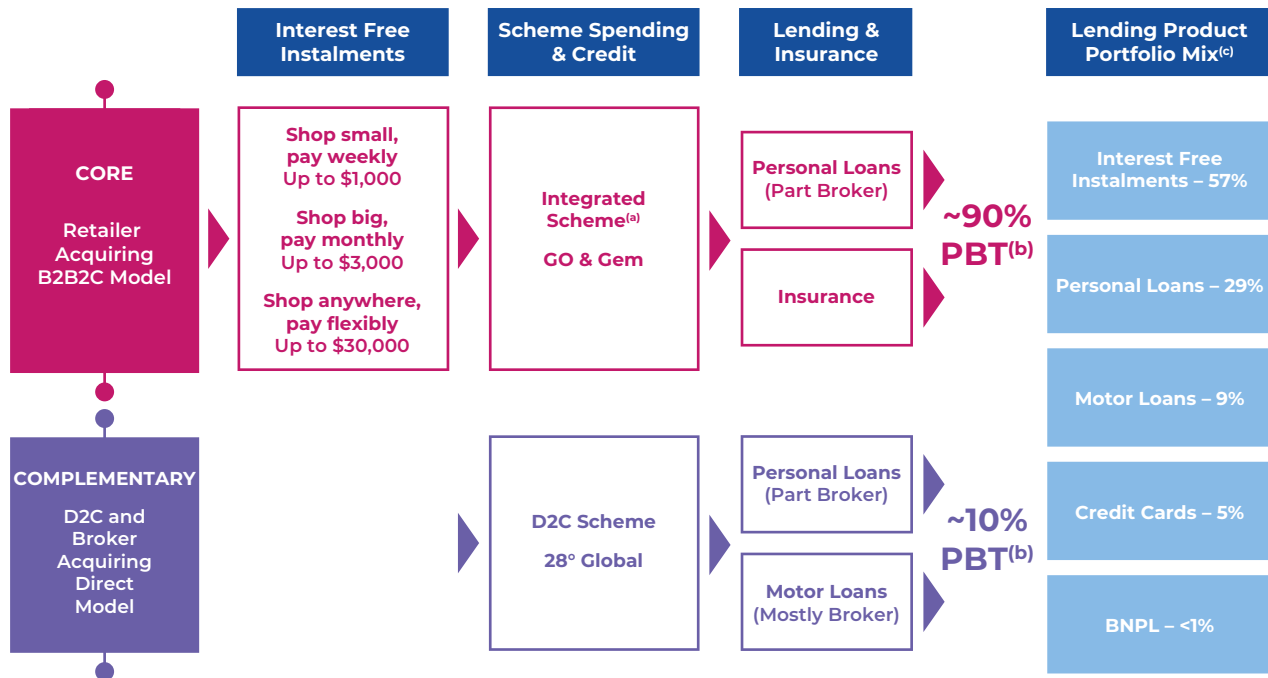 Interest Free
Instalments
Scheme Spending
& Credit
Lending &
Insurance
Lending Product
Portfolio Mix(c)
CORE
Retailer
Acquiring
B2B2C Model
Shop small,
pay weekly
Up to $1,000
Shop big,
pay monthly
Up to $3,000
Shop anywhere,
pay flexibly
Up to $30,000
Integrated
Scheme(a)
GO & Gem
Personal Loans
(Part Broker)
Insurance
~90%
PBT(b)
Interest Free
Instalments – 57%
Personal Loans – 29%
Motor Loans – 9%
Credit Cards – 5%
BNPL – <1%
COMPLEMENTARY
D2C and
Broker
Acquiring
Direct
Model
D2C Scheme
28° Global
Personal Loans
(Part Broker)
Motor Loans
(Mostly Broker)
~10%
PBT(b)